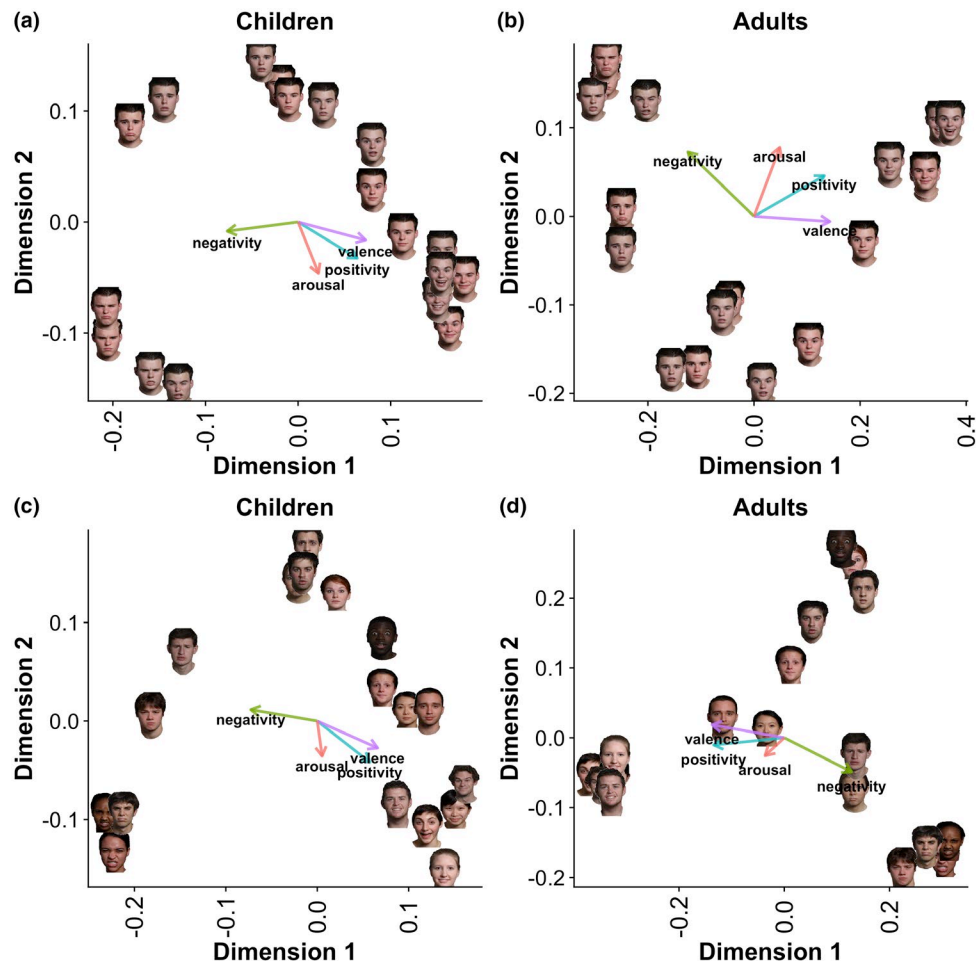 (a) Children
0.1
0.0
-0.1
Dimension 2
negativity
valence
positivity
arousal
-0.2
-0.1
0.0
0.1
Dimension 1
(b) Adults
0.1
0.0
-0.1
-0.2
Dimension 2
negativity
arousal
positivity
valence
-0.2
0.0
0.2
0.4
Dimension 1
(c) Children
0.1
0.0
-0.1
Dimension 2
negativity
arousal
valence
positivity
-0.2
-0.1
0.0
0.1
Dimension 1
(d) Adults
0.2
0.1
0.0
-0.1
-0.2
Dimension 2
valence
positivity
arousal
negativity
-0.2
0.0
0.2
Dimension 1